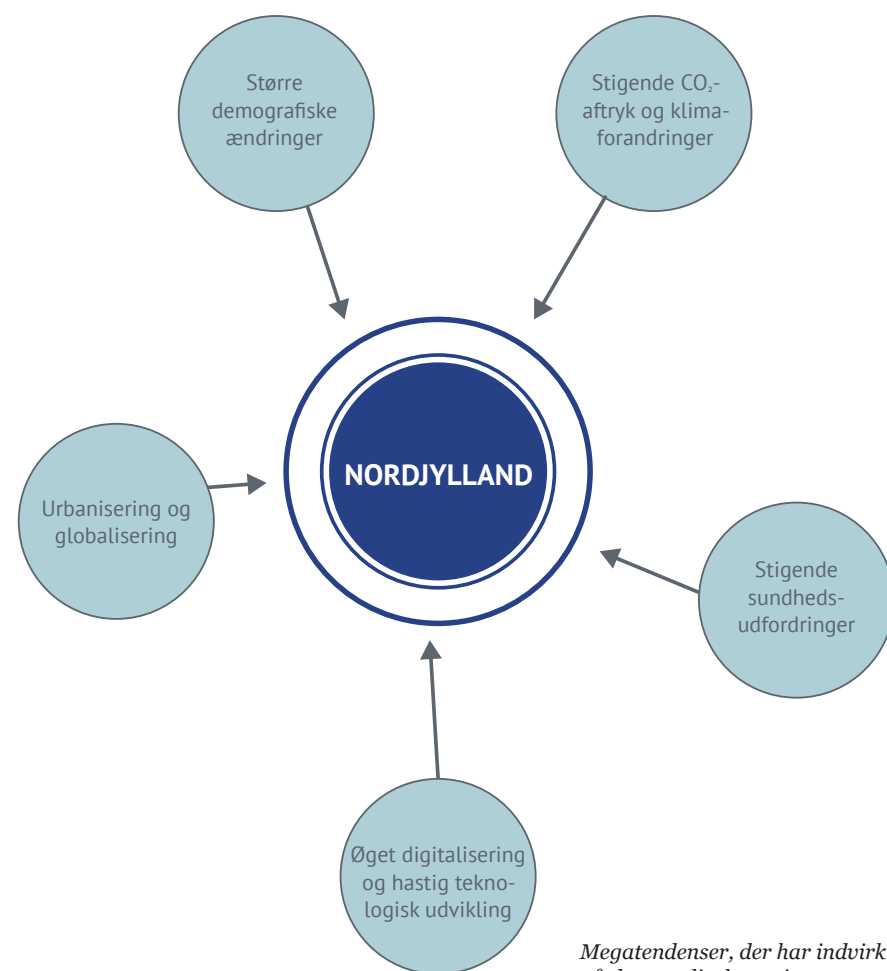 Større
demografiske
ændringer
Stigende CO₂-
aftryk og klima-
forandringer
NORDJYLLAND
Urbanisering og
globalisering
Stigende
sundheds-
udfordringer
Øget digitalisering
og hastig tekno-
logisk udvikling
Megatendenser, der har indvirk